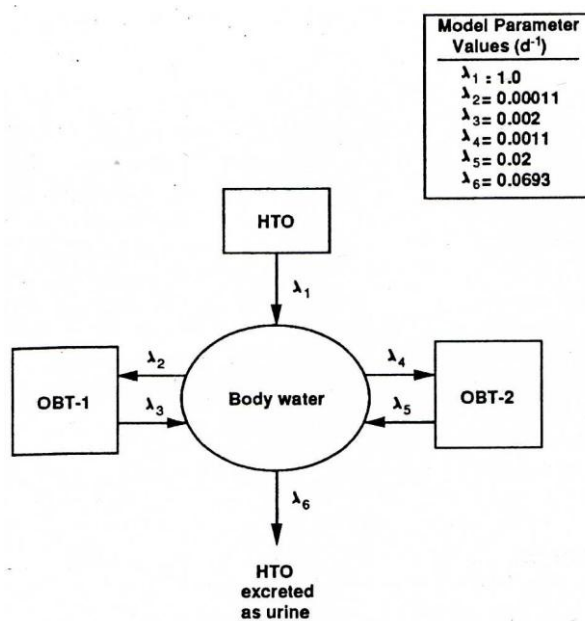 Model Parameter
Values (d⁻¹)
λ₁ : 1.0
λ₂= 0.00011
λ₃= 0.002
λ₄= 0.0011
λ₅= 0.02
λ₆= 0.0693
HTO
λ₁
λ₂
λ₄
OBT-1
Body water
OBT-2
λ₃
λ₅
λ₆
HTO
excreted
as urine